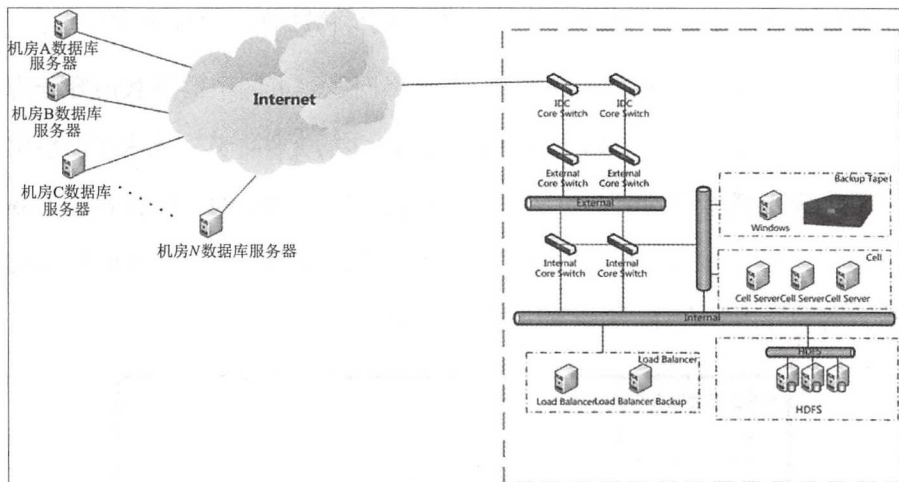 机房A数据库
服务器
机房B数据库
服务器
机房C数据库
服务器
机房N数据库服务器
Internet
IDC
Core Switch
IDC
Core Switch
External
Core Switch
External
Core Switch
External
Internal
Core Switch
Internal
Core Switch
Backup Tape
Windows
Cell
Cell Server
Cell Server
Cell Server
Internal
Load Balancer
Load Balancer
Load Balancer Backup
HDFS
HDFS